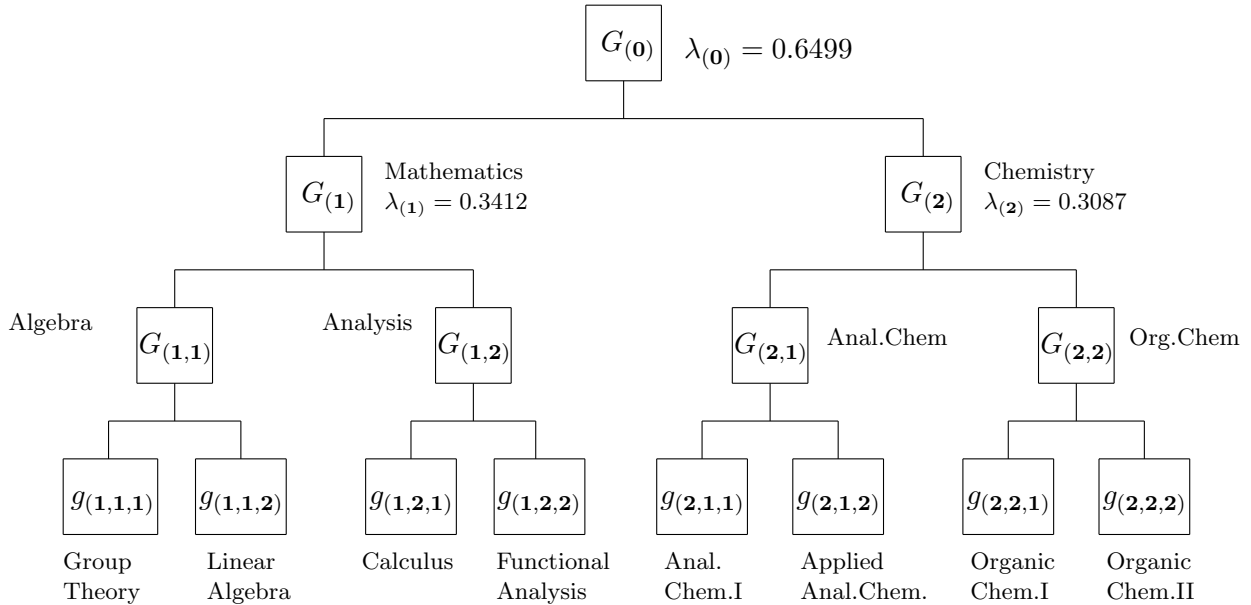 G(0)
λ(0) = 0.6499
G(1)
Mathematics
λ(1) = 0.3412
G(2)
Chemistry
λ(2) = 0.3087
Algebra
G(1,1)
Analysis
G(1,2)
G(2,1)
Anal.Chem
G(2,2)
Org.Chem
g(1,1,1)
g(1,1,2)
g(1,2,1)
g(1,2,2)
g(2,1,1)
g(2,1,2)
g(2,2,1)
g(2,2,2)
Group
Theory
Linear
Algebra
Calculus
Functional
Analysis
Anal.
Chem.I
Applied
Anal.Chem.
Organic
Chem.I
Organic
Chem.II